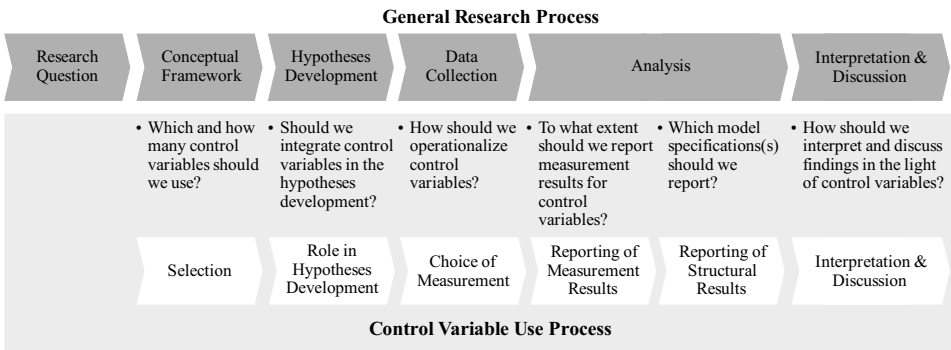 General Research Process
Research
Question
Conceptual
Framework
Hypotheses
Development
Data
Collection
Analysis
Interpretation &
Discussion
• Which and how
many control
variables should
we use?
• Should we
integrate control
variables in the
hypotheses
development?
• How should we
operationalize
control
variables?
• To what extent
should we report
measurement
results for
control
variables?
• Which model
specifications(s)
should we
report?
• How should we
interpret and discuss
findings in the light
of control variables?
Selection
Role in
Hypotheses
Development
Choice of
Measurement
Reporting of
Measurement
Results
Reporting of
Structural
Results
Interpretation &
Discussion
Control Variable Use Process